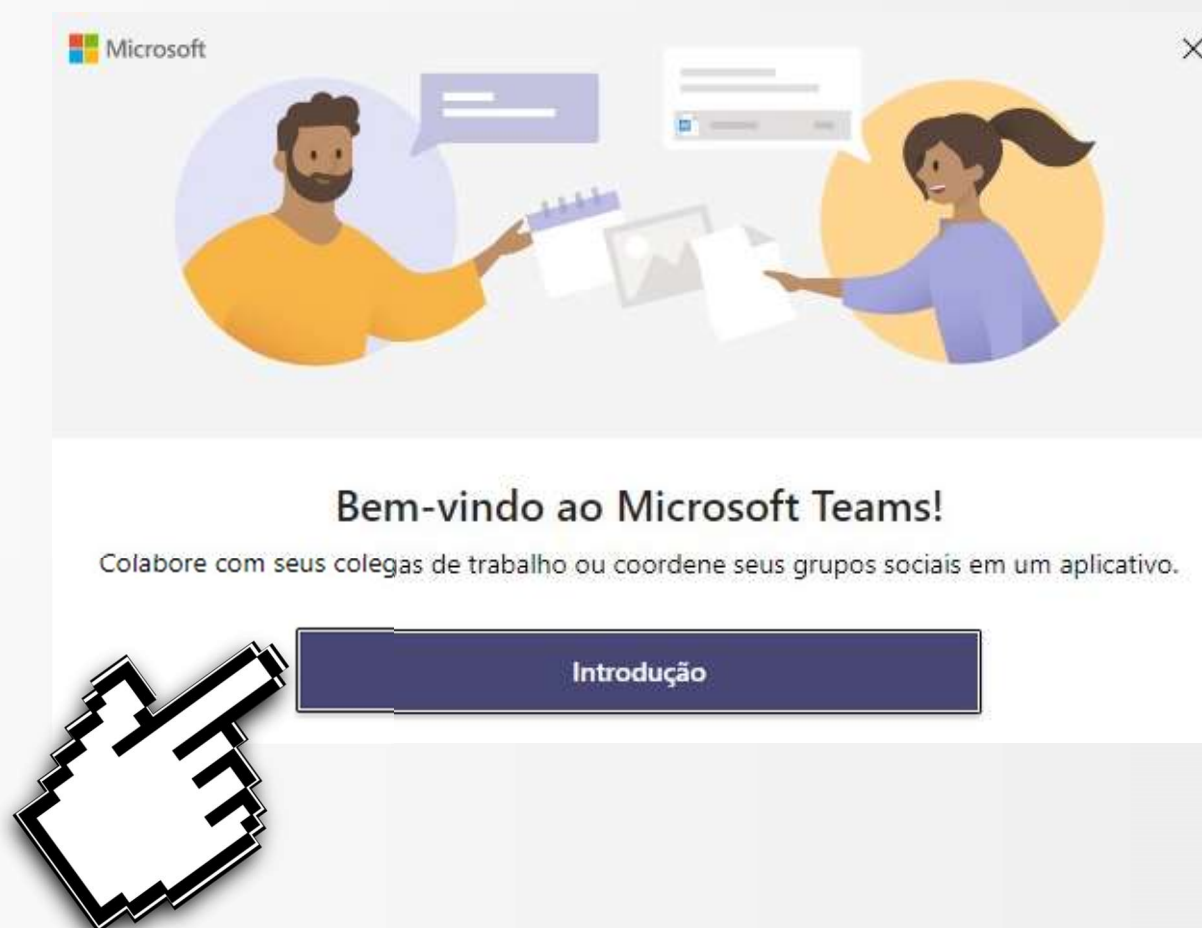 Microsoft
Bem-vindo ao Microsoft Teams!
Colabore com seus colegas de trabalho ou coordene seus grupos sociais em um aplicativo.
Introdução